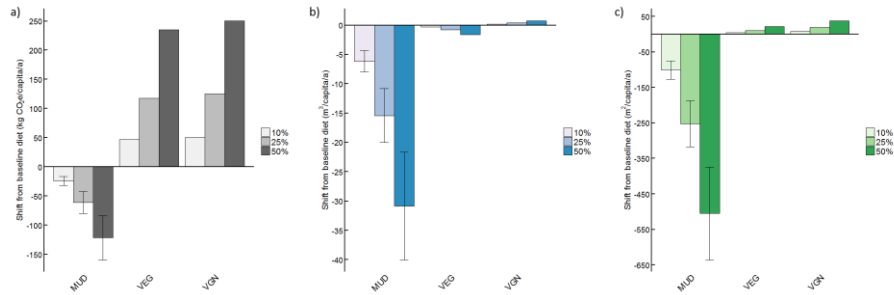 a)
Shift from baseline diet (kg CO₂e/capita/a)
250
200
150
100
50
0
-50
-100
-150
MUD
VEG
VGN
10%
25%
50%
b)
Shift from baseline diet (m³/capita/a)
0
-5
-10
-15
-20
-25
-30
-35
-40
MUD
VEG
VGN
10%
25%
50%
c)
Shift from baseline diet (m²/capita/a)
50
-50
-150
-250
-350
-450
-550
-650
MUD
VEG
VGN
10%
25%
50%